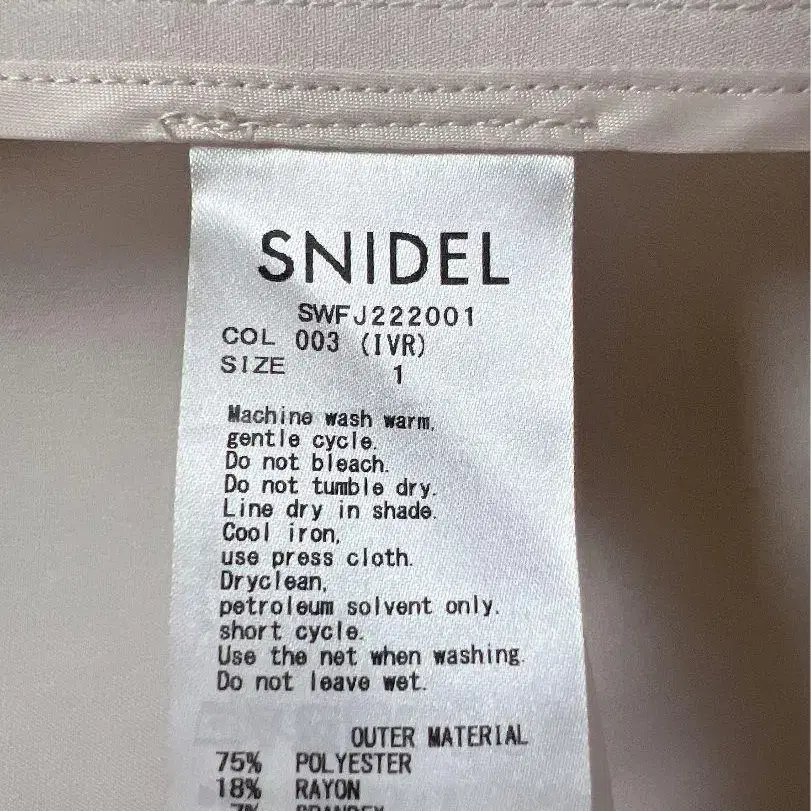 SNIDEL
SWFJ222001
COL 003 (IVR)
SIZE 1
Machine wash warm,
gentle cycle.
Do not bleach.
Do not tumble dry.
Line dry in shade.
Cool iron,
use press cloth.
Dryclean,
petroleum solvent only.
short cycle.
Use the net when washing.
Do not leave wet.
OUTER MATERIAL
75% POLYESTER
18% RAYON
7%